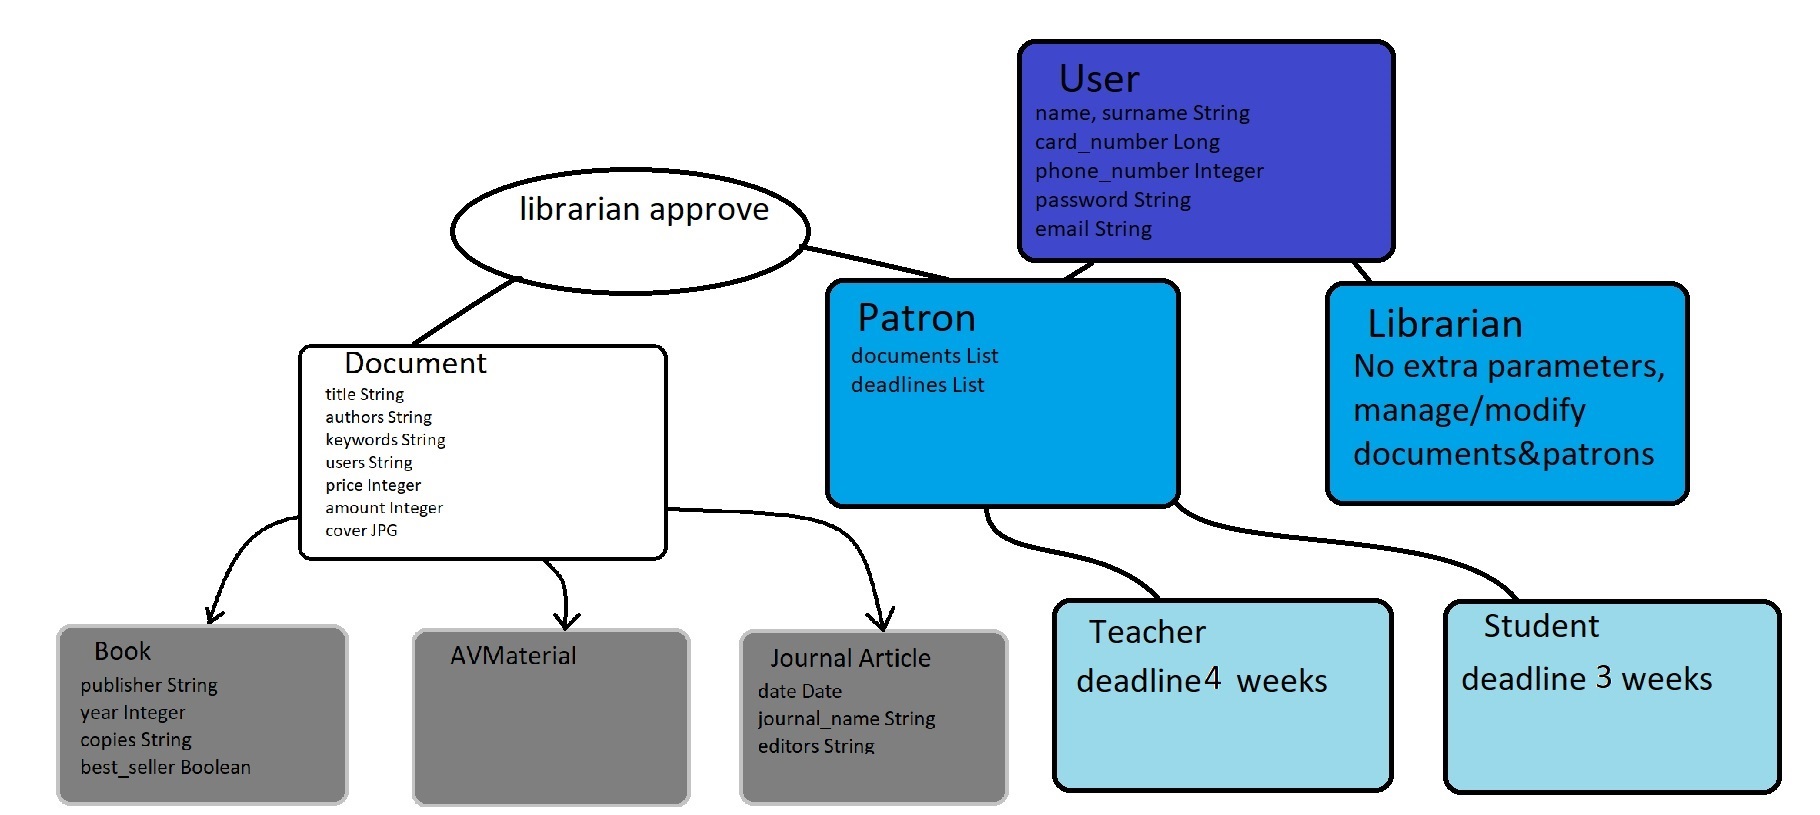 User
name, surname String
card_number Long
phone_number Integer
password String
email String
librarian approve
Patron
documents List
deadlines List
Librarian
No extra parameters,
manage/modify
documents&patrons
Document
title String
authors String
keywords String
users String
price Integer
amount Integer
cover JPG
Book
publisher String
year Integer
copies String
best_seller Boolean
AVMaterial
Journal Article
date Date
journal_name String
editors String
Teacher
deadline4 weeks
Student
deadline 3 weeks